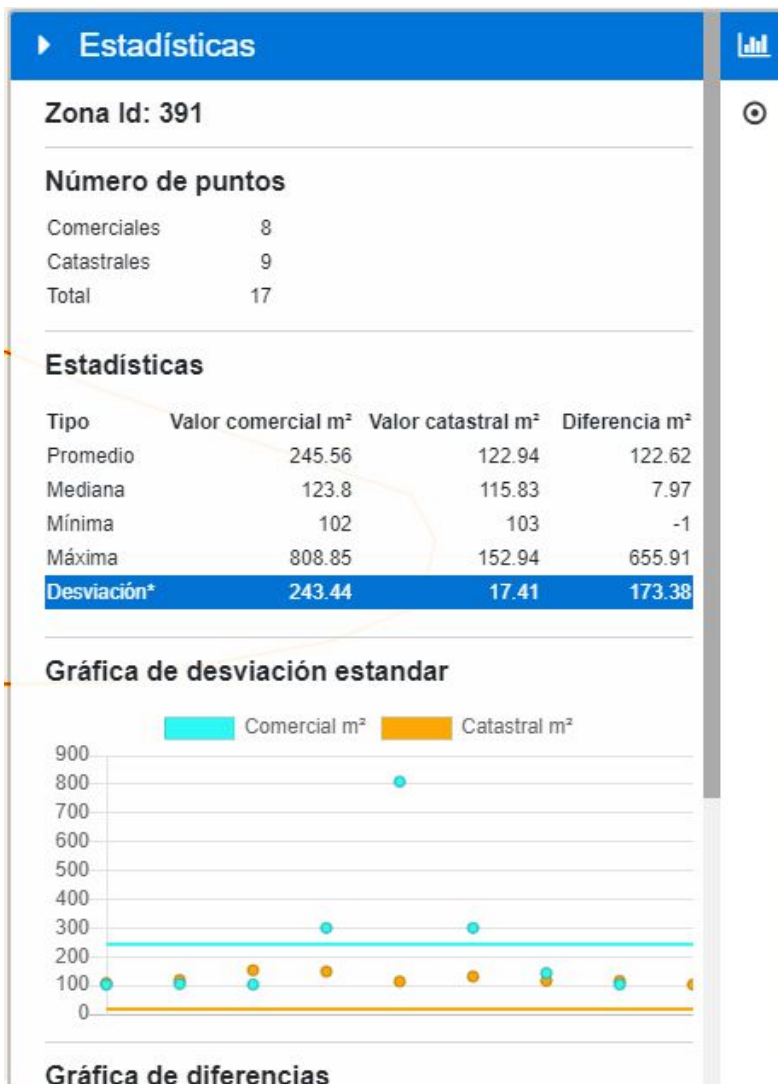 Estadísticas
Zona Id: 391
Número de puntos
Comerciales 8
Catastrales 9
Total 17
Estadísticas
Tipo Valor comercial m² Valor catastral m² Diferencia m²
Promedio 245.56 122.94 122.62
Mediana 123.8 115.83 7.97
Mínima 102 103 -1
Máxima 808.85 152.94 655.91
Desviación* 243.44 17.41 173.38
Gráfica de desviación estandar
Comercial m² Catastral m²
900
800
700
600
500
400
300
200
100
0
Gráfica de diferencias